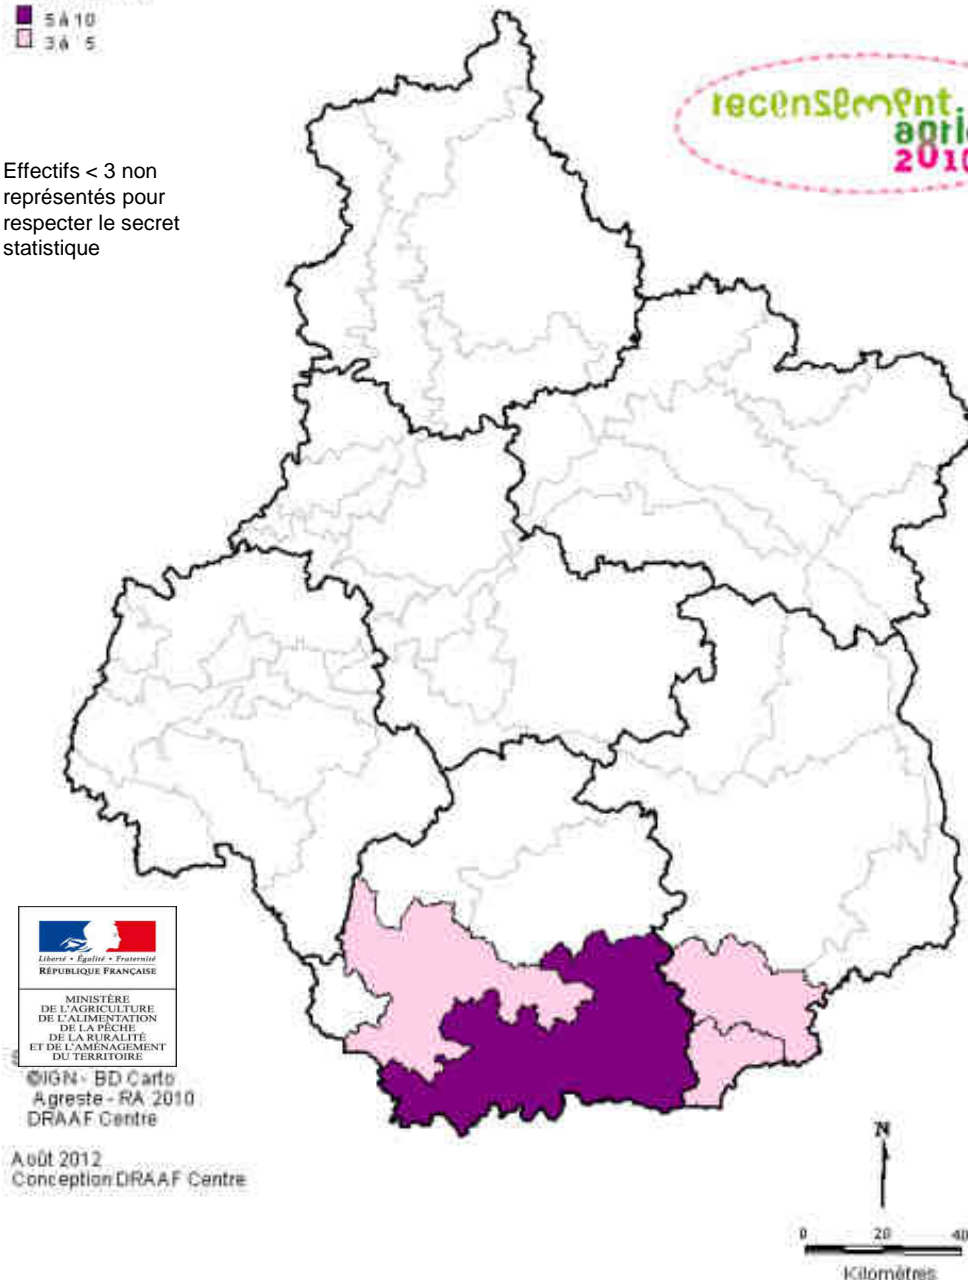 5 à 10
3 à 5
recensement
2010
Effectifs < 3 non
représentés pour
respecter le secret
statistique
Liberté • Égalité • Fraternité
RÉPUBLIQUE FRANÇAISE
MINISTÈRE
DE L'AGRICULTURE
DE L'ALIMENTATION
DE LA PÊCHE
DE LA RURALITÉ
ET DE L'AMÉNAGEMENT
DU TERRITOIRE
©IGN - BD Carto
Agreste - RA 2010
DRAAF Centre
Août 2012
Conception DRAAF Centre
N
0 20 40
Kilomètres